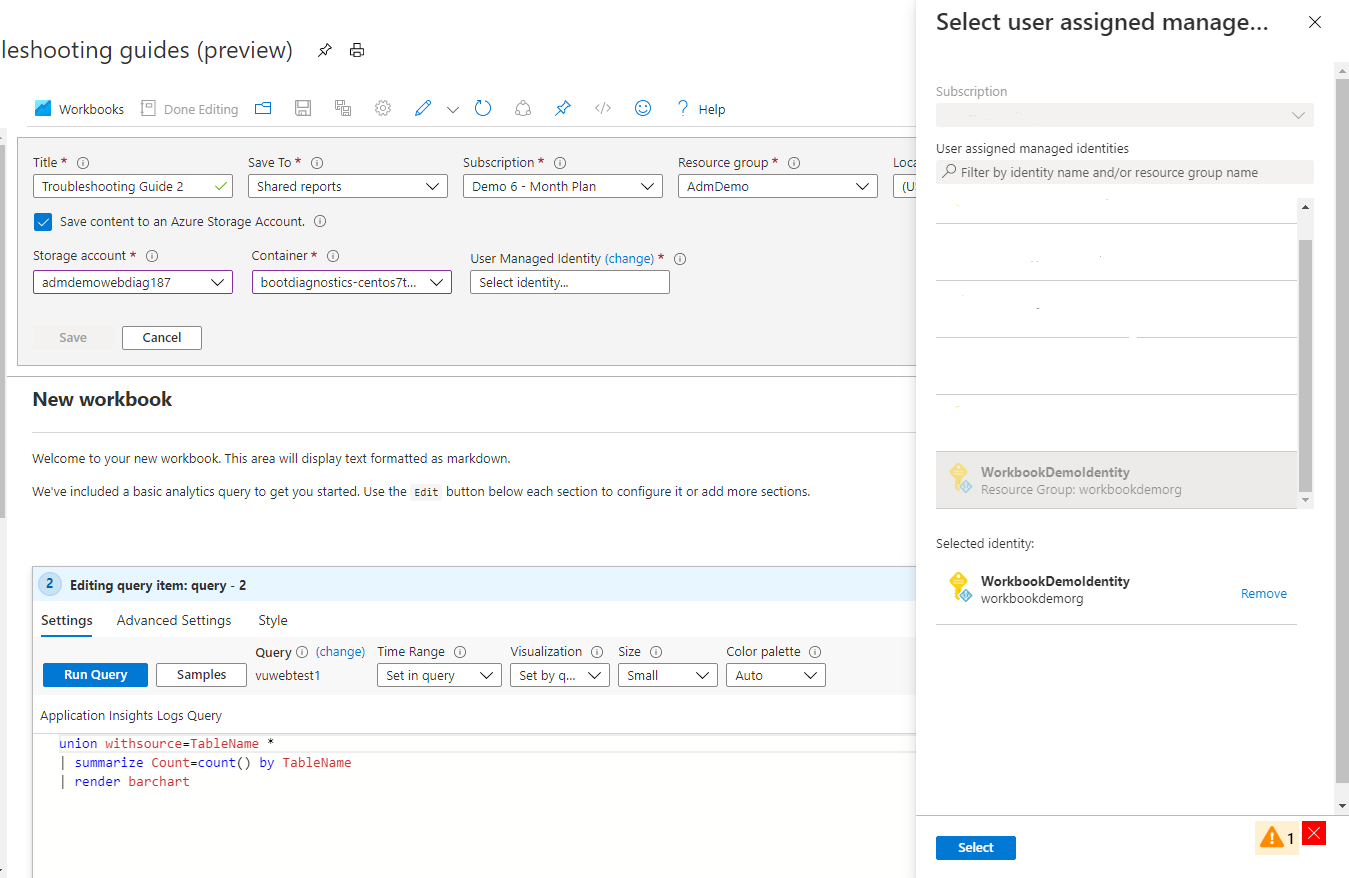 leshooting guides (preview)
Workbooks Done Editing Help
Title * Save To * Subscription * Resource group * Loca
Troubleshooting Guide 2 Shared reports Demo 6 - Month Plan AdmDemo (U
Save content to an Azure Storage Account.
Storage account * Container * User Managed Identity (change) *
admdemowebdiag187 bootdiagnostics-centos7t... Select identity...
Save Cancel
New workbook
Welcome to your new workbook. This area will display text formatted as markdown.
We've included a basic analytics query to get you started. Use the Edit button below each section to configure it or add more sections.
2 Editing query item: query - 2
Settings Advanced Settings Style
Query (change) Time Range Visualization Size Color palette
Run Query Samples vuwebtest1 Set in query Set by q... Small Auto
Application Insights Logs Query
union withsource=TableName *
| summarize Count=count() by TableName
| render barchart
Select user assigned manage...
Subscription
User assigned managed identities
Filter by identity name and/or resource group name
WorkbookDemoIdentity
Resource Group: workbookdemorg
Selected identity:
WorkbookDemoIdentity
workbookdemorg
Remove
Select
1